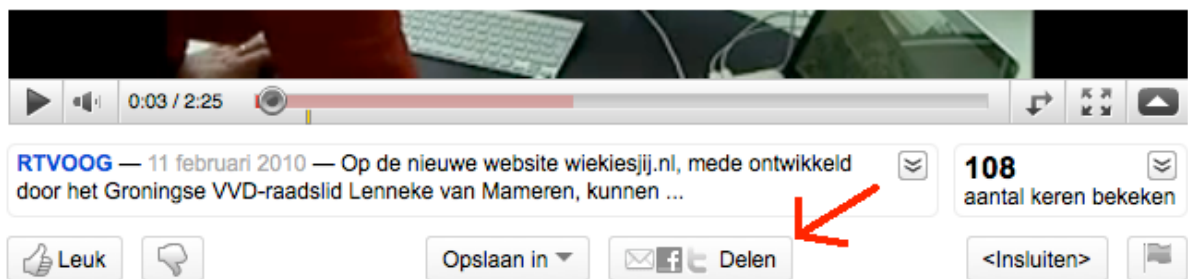 0:03 / 2:25
RTVOOG — 11 februari 2010 — Op de nieuwe website wiekiesjij.nl, mede ontwikkeld
door het Groningse VVD-raadslid Lenneke van Mameren, kunnen ...
108
aantal keren bekeken
Leuk
Opslaan in
Delen
<Insluiten>